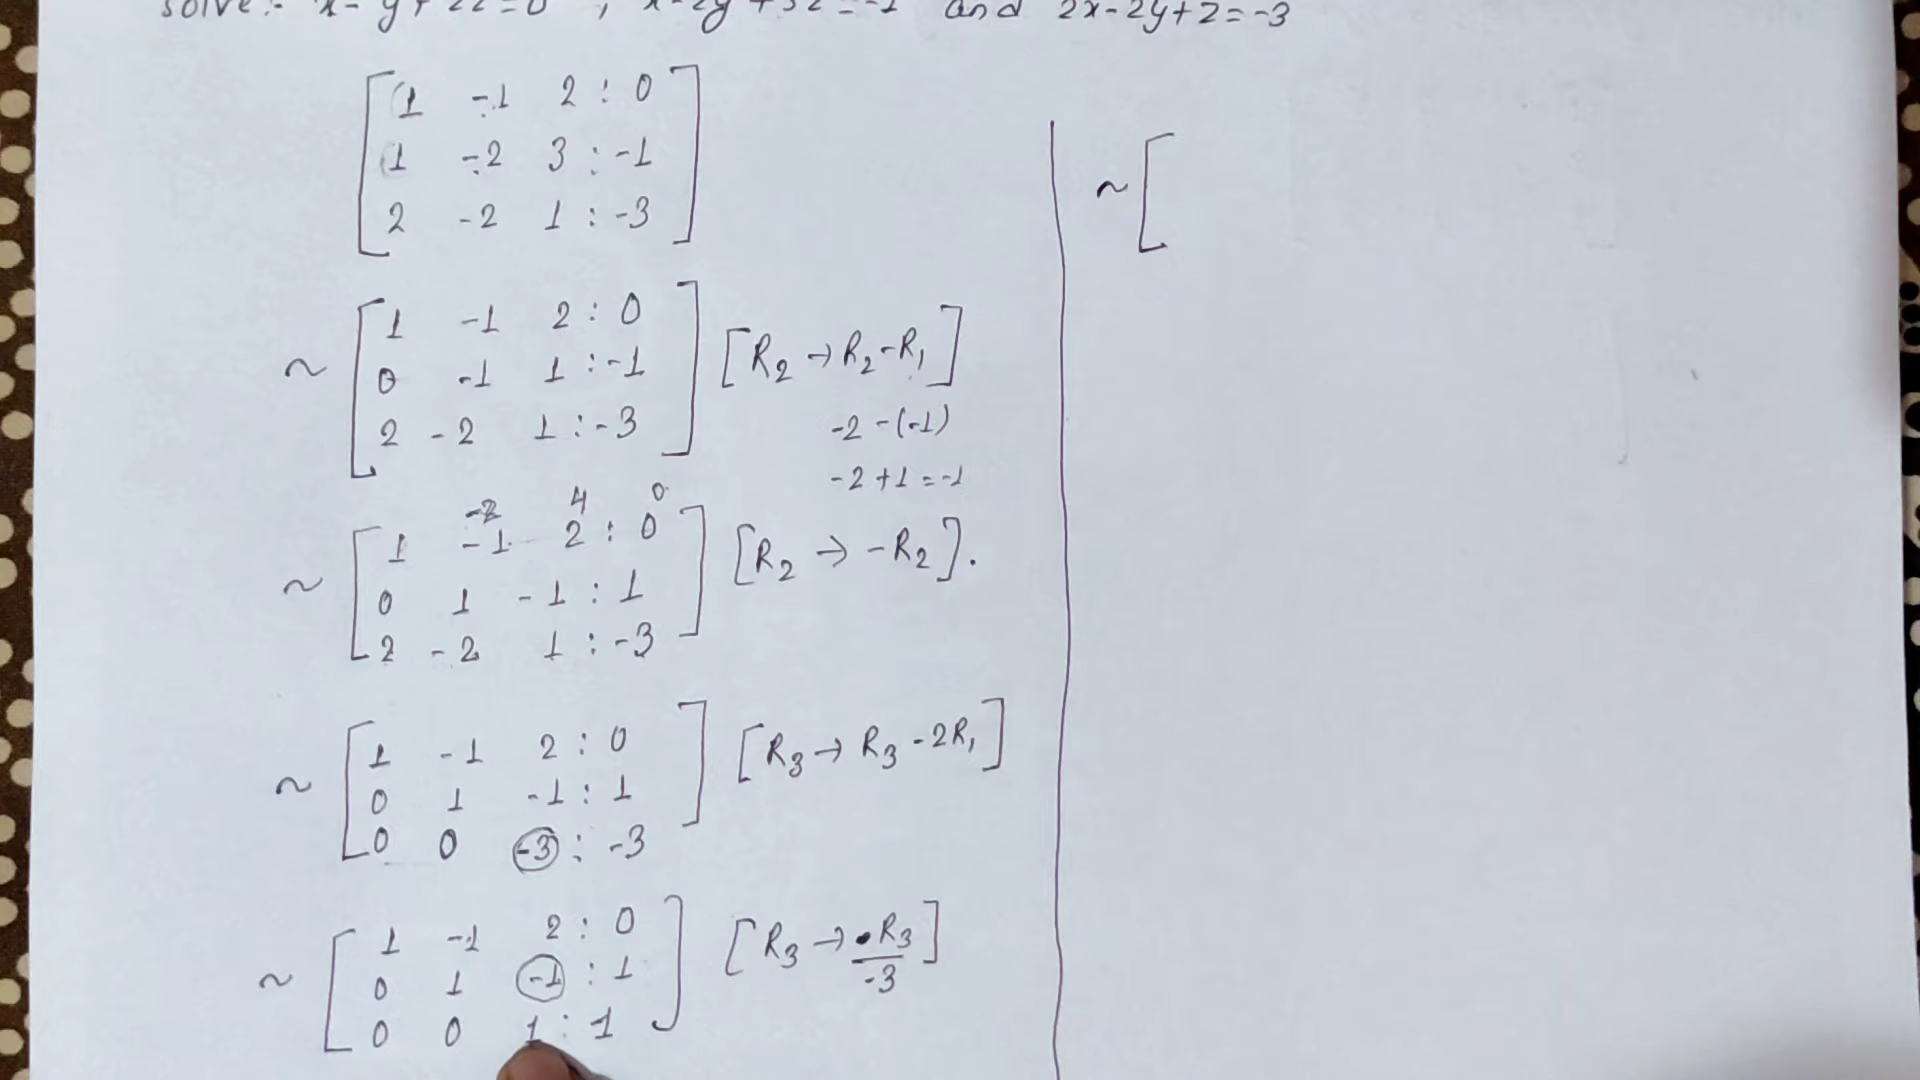 solve :- x-y+2z=0 , x-2y+3z=-1 and 2x-2y+z=-3
[ 1 -1 2 : 0 ]
1 -2 3 : -1
2 -2 1 : -3
~ [ 1 -1 2 : 0 ]
0 -1 1 : -1 [R₂ → R₂-R₁]
2 -2 1 : -3
-2 -(-1)
-2 +1 = -1
-2 4 0
~ [ 1 -1 2 : 0 ] [R₂ → -R₂].
0 1 -1 : 1
2 -2 1 : -3
~ [ 1 -1 2 : 0 ] [R₃ → R₃ -2R₁]
0 1 -1 : 1
0 0 -3 : -3
~ [ 1 -1 2 : 0 ] [R₃ → R₃/-3]
0 1 -1 : 1
0 0 1 : 1
~ [